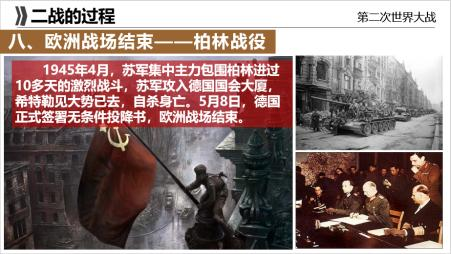 二战的过程
第二次世界大战
八、欧洲战场结束——柏林战役
1945年4月，苏军集中主力包围柏林进过
10多天的激烈战斗，苏军攻入德国国会大厦，
希特勒见大势已去，自杀身亡。5月8日，德国
正式签署无条件投降书，欧洲战场结束。